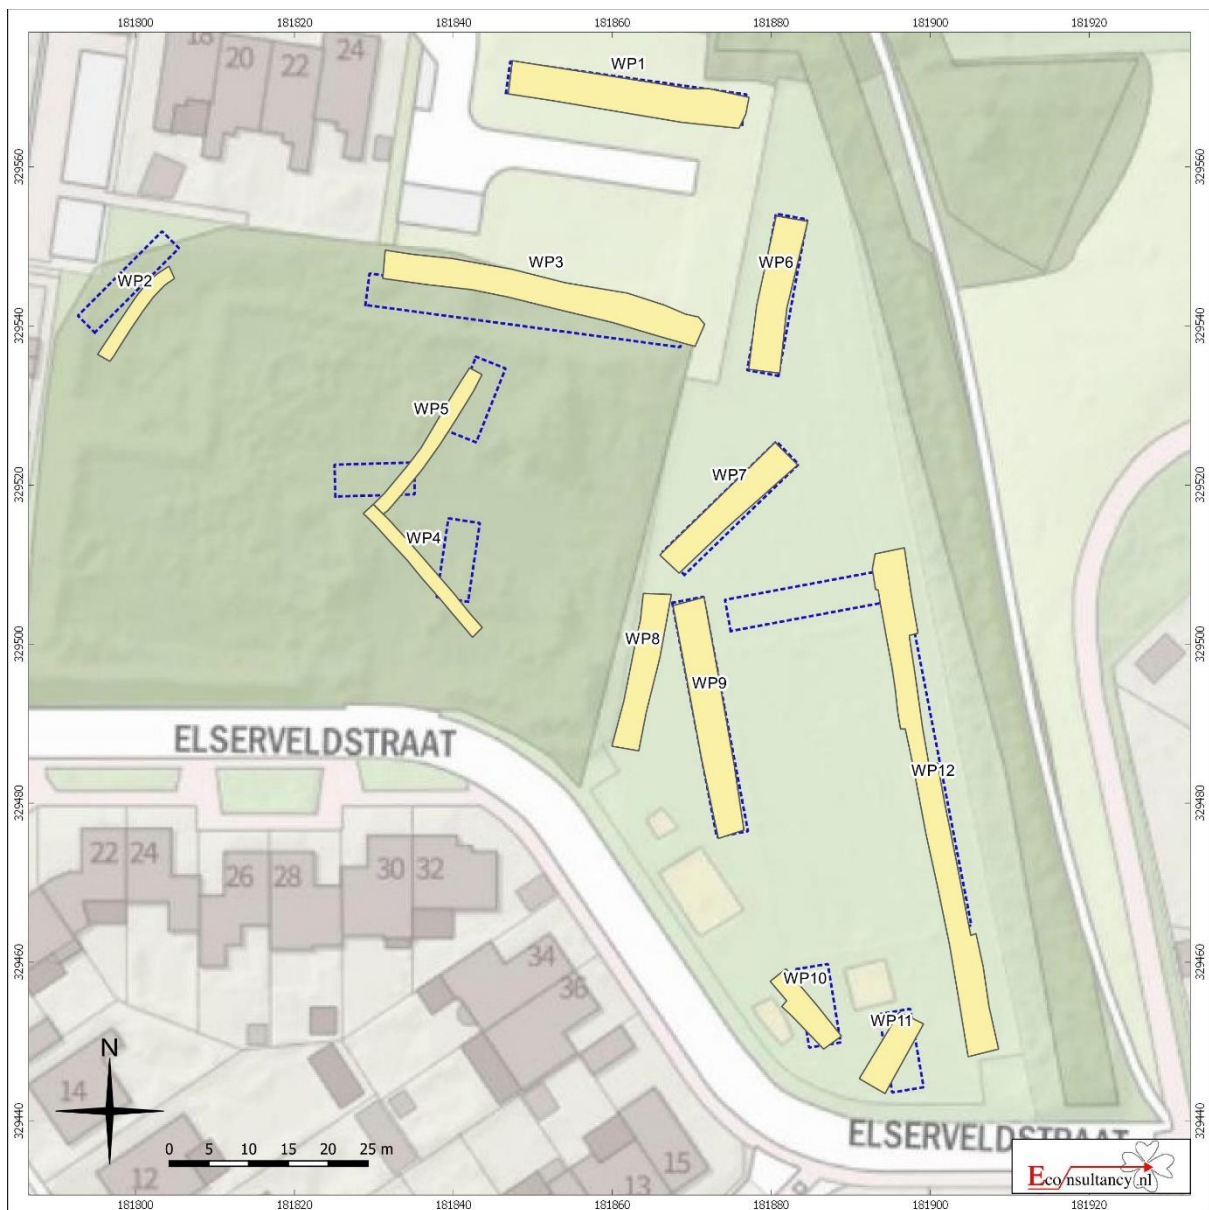 181800 181820 181840 181860 181880 181900 181920
329560 329560
329540 329540
329520 329520
329500 329500
329480 329480
329460 329460
329440 329440
18 20 22 24
WP1
WP2
WP3
WP6
WP5
WP7
WP4
WP8
WP9
ELSERVELDSTRAAT
WP12
22 24 26 28 30 32
34
36
WP10
WP11
N
14
12
13
15
0 5 10 15 20 25 m
ELSERVELDSTRAAT
Econsultancy.nl
181800 181820 181840 181860 181880 181900 181920